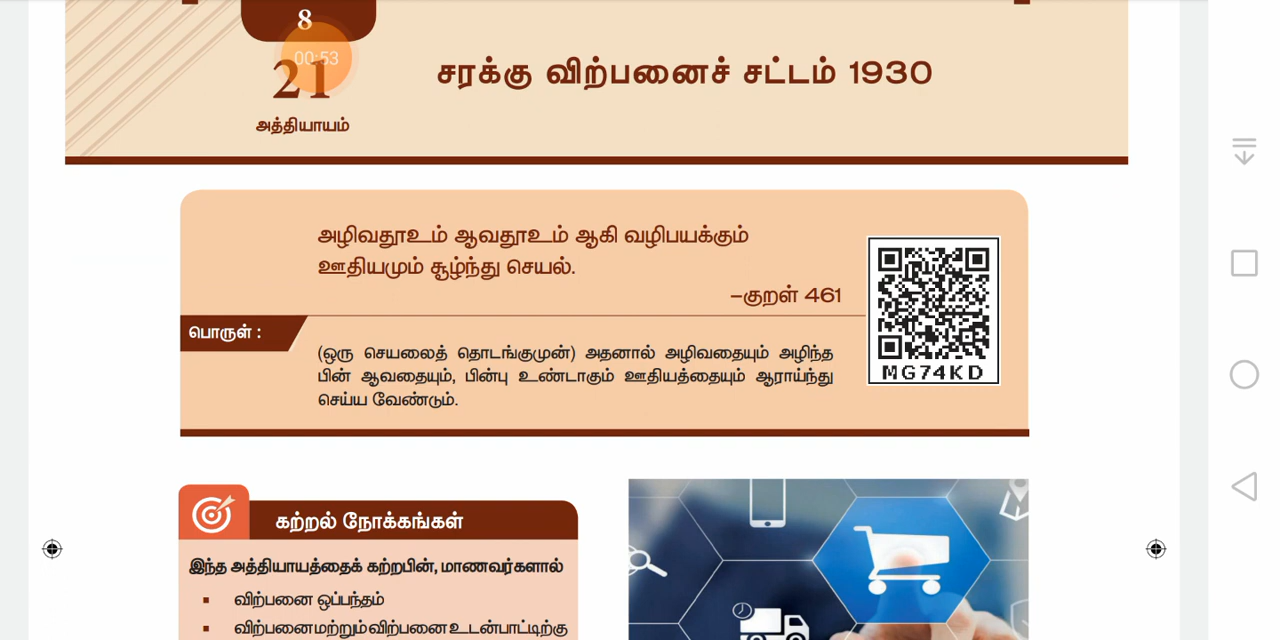 8
00:53
21
சரக்கு விற்பனைச் சட்டம் 1930
அத்தியாயம்
அழிவதூஉம் ஆவதூஉம் ஆகி வழிபயக்கும்
ஊதியமும் சூழ்ந்து செயல்.
–குறள் 461
பொருள் :
(ஒரு செயலைத் தொடங்குமுன்) அதனால் அழிவதையும் அழிந்த
பின் ஆவதையும், பின்பு உண்டாகும் ஊதியத்தையும் ஆராய்ந்து
செய்ய வேண்டும்.
MG74KD
கற்றல் நோக்கங்கள்
இந்த அத்தியாயத்தைக் கற்றபின், மாணவர்களால்
▪ விற்பனை ஒப்பந்தம்
▪ விற்பனை மற்றும் விற்பனை உடன்பாட்டிற்கு